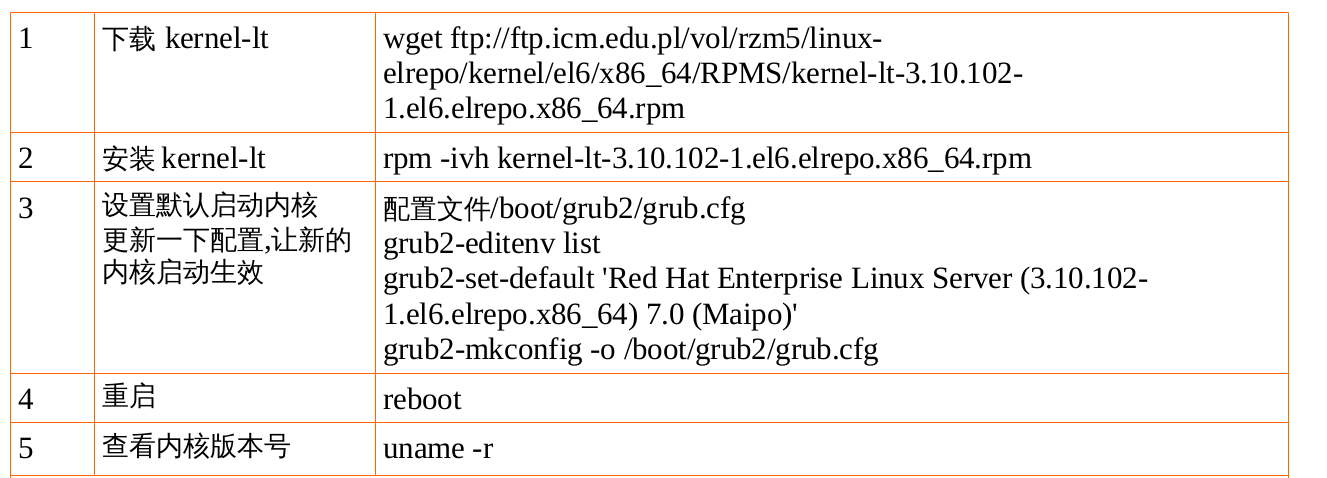 1
下载 kernel-lt
wget ftp://ftp.icm.edu.pl/vol/rzm5/linux-
elrepo/kernel/el6/x86_64/RPMS/kernel-lt-3.10.102-
1.el6.elrepo.x86_64.rpm
2
安装 kernel-lt
rpm -ivh kernel-lt-3.10.102-1.el6.elrepo.x86_64.rpm
3
设置默认启动内核
更新一下配置,让新的
内核启动生效
配置文件/boot/grub2/grub.cfg
grub2-editenv list
grub2-set-default 'Red Hat Enterprise Linux Server (3.10.102-
1.el6.elrepo.x86_64) 7.0 (Maipo)'
grub2-mkconfig -o /boot/grub2/grub.cfg
4
重启
reboot
5
查看内核版本号
uname -r